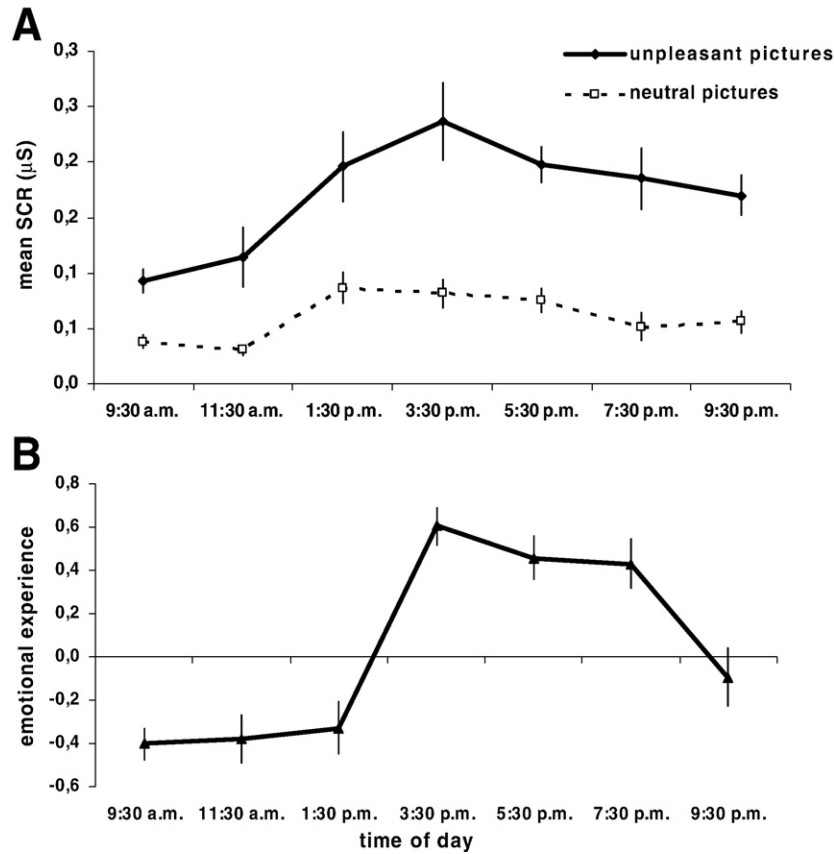 A
0,3
unpleasant pictures
0,3
neutral pictures
0,2
0,2
0,1
0,1
0,0
mean SCR (µS)
9:30 a.m. 11:30 a.m. 1:30 p.m. 3:30 p.m. 5:30 p.m. 7:30 p.m. 9:30 p.m.
B
0,8
0,6
0,4
0,2
0,0
-0,2
-0,4
-0,6
emotional experience
9:30 a.m. 11:30 a.m. 1:30 p.m. 3:30 p.m. 5:30 p.m. 7:30 p.m. 9:30 p.m.
time of day